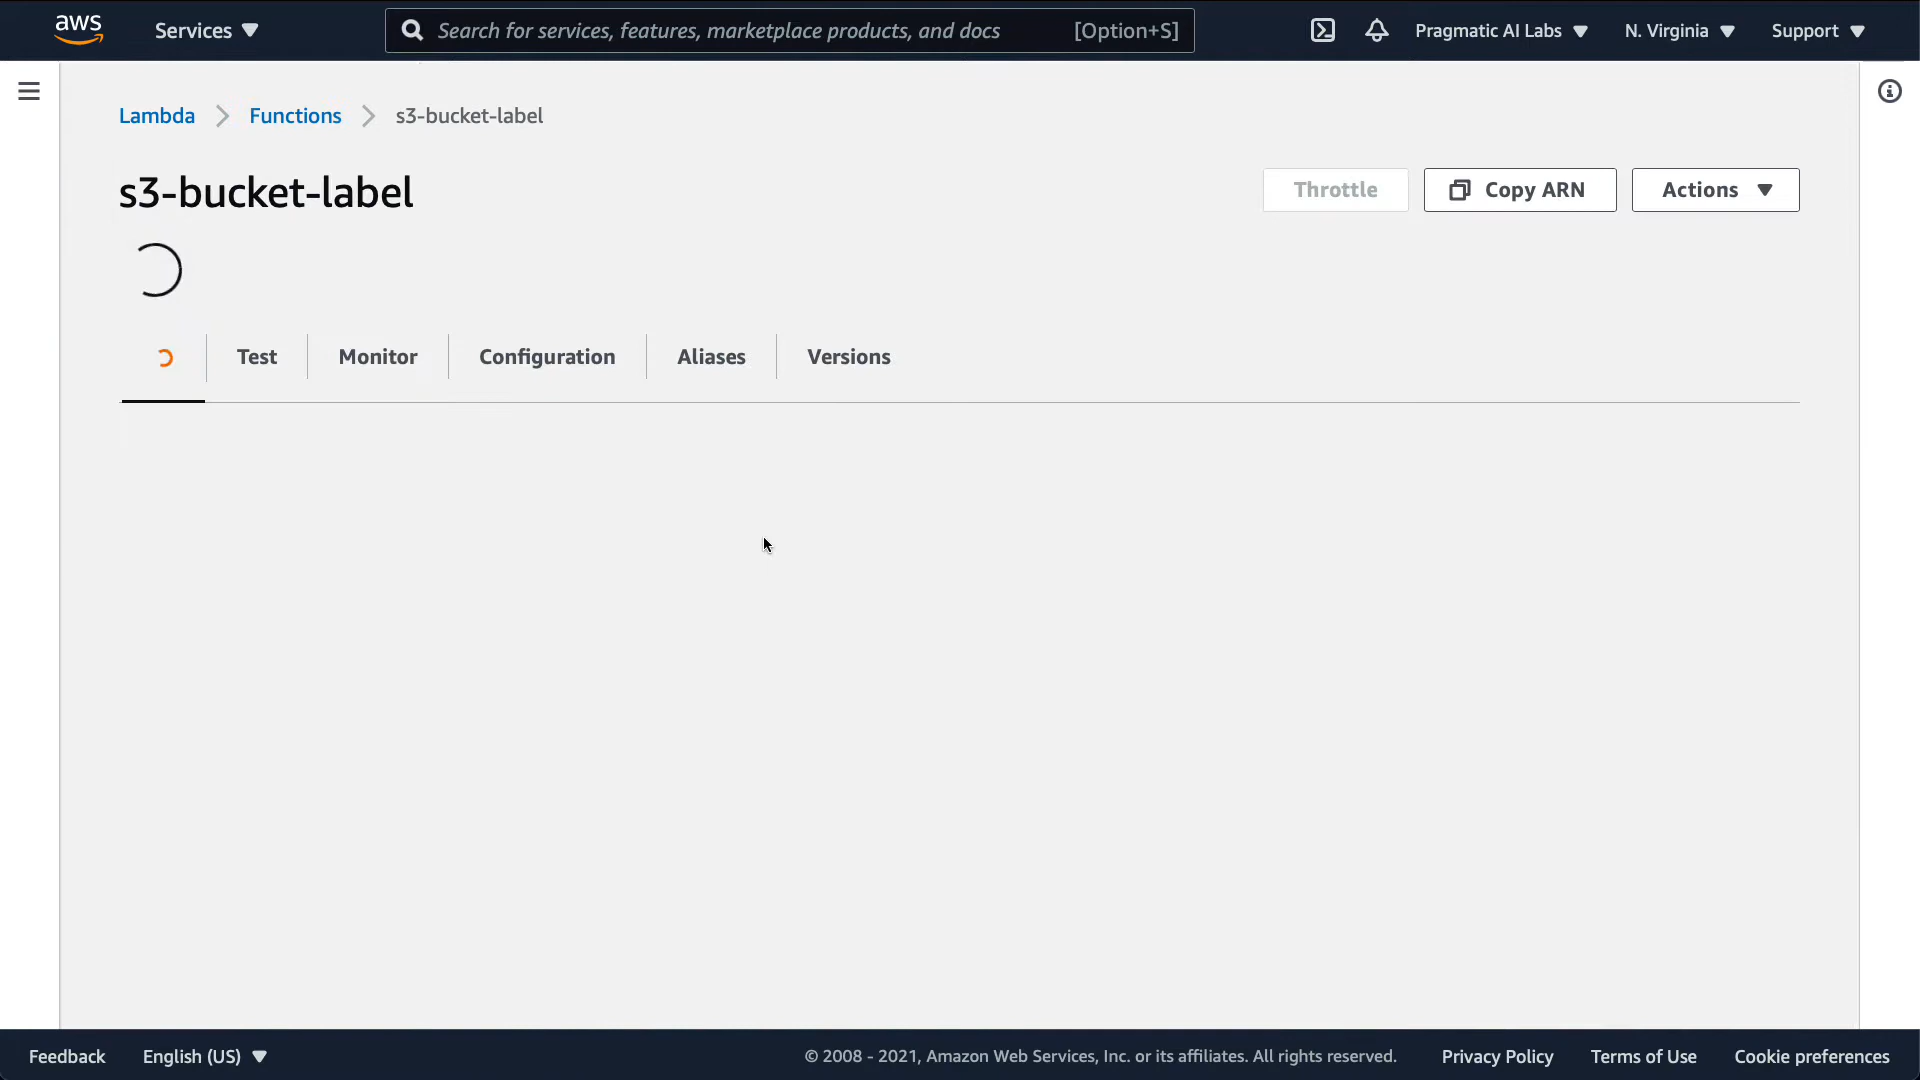 aws Services Search for services, features, marketplace products, and docs [Option+S] Pragmatic AI Labs N. Virginia Support
Lambda Functions s3-bucket-label
s3-bucket-label Throttle Copy ARN Actions
Test Monitor Configuration Aliases Versions
Feedback English (US) © 2008 - 2021, Amazon Web Services, Inc. or its affiliates. All rights reserved. Privacy Policy Terms of Use Cookie preferences